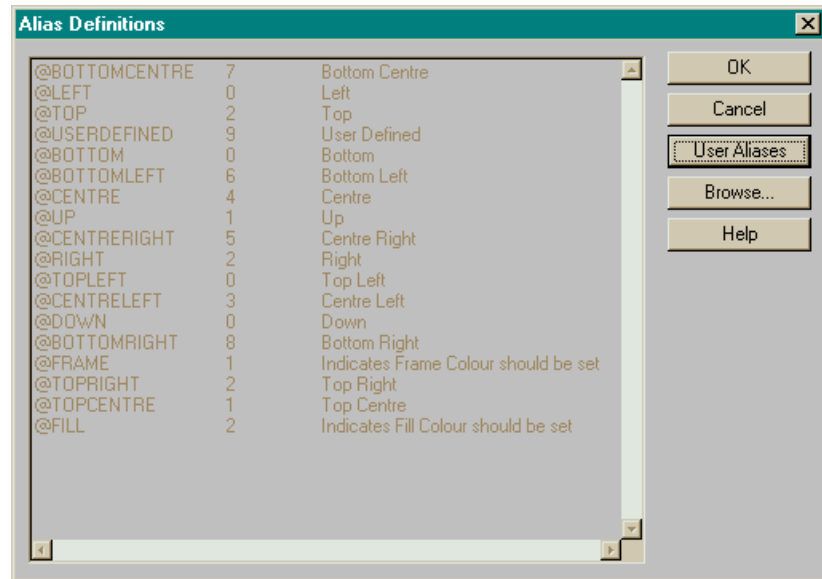 Alias Definitions
@BOTTOMCENTRE 7 Bottom Centre
@LEFT 0 Left
@TOP 2 Top
@USERDEFINED 9 User Defined
@BOTTOM 0 Bottom
@BOTTOMLEFT 6 Bottom Left
@CENTRE 4 Centre
@UP 1 Up
@CENTRERIGHT 5 Centre Right
@RIGHT 2 Right
@TOPLEFT 0 Top Left
@CENTRELEFT 3 Centre Left
@DOWN 0 Down
@BOTTOMRIGHT 8 Bottom Right
@FRAME 1 Indicates Frame Colour should be set
@TOPRIGHT 2 Top Right
@TOPCENTRE 1 Top Centre
@FILL 2 Indicates Fill Colour should be set
OK
Cancel
User Aliases
Browse...
Help